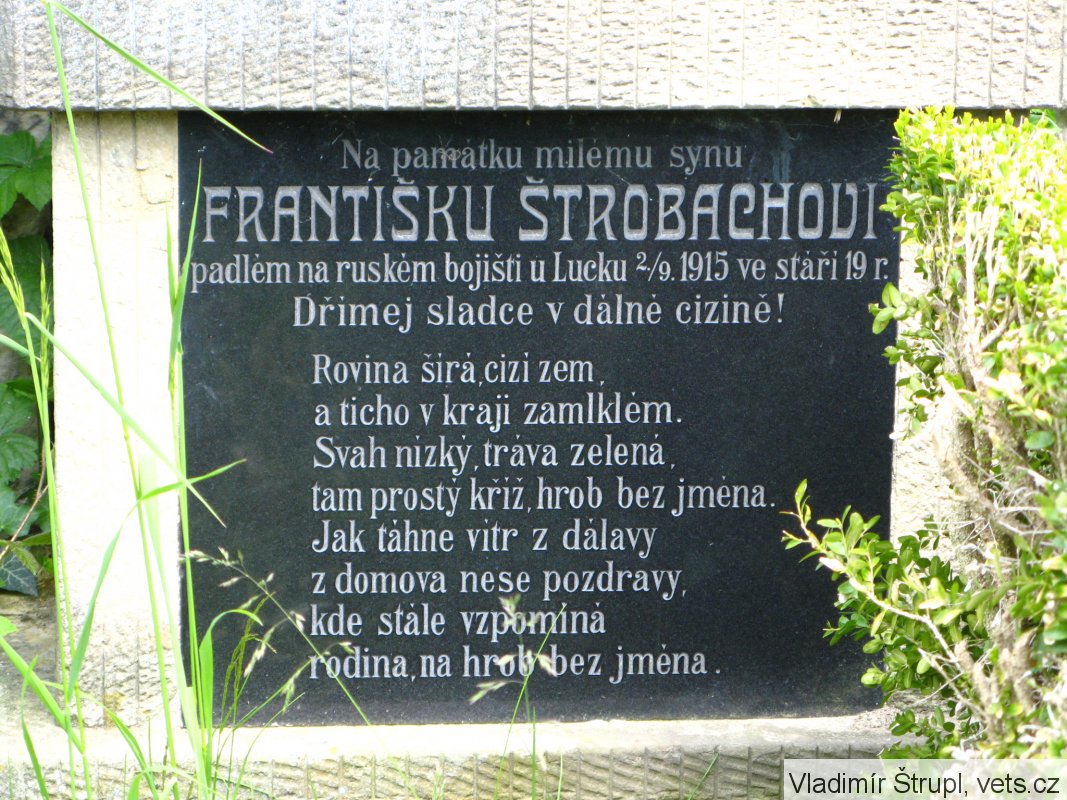 Na památku milému synu
FRANTIŠKU ŠTROBACHOVI
padlém na ruském bojišti u Lucku 2/9. 1915 ve stáří 19 r.
Dřímej sladce v dálné cizině!
Rovina širá, cizí zem,
a ticho v kraji zamlklém.
Svah nízký, tráva zelená,
tam prostý kříž, hrob bez jména.
Jak táhne vítr z dálavy
z domova nese pozdravy,
kde stále vzpomíná
rodina, na hrob bez jména.
Vladimír Štrupl, vets.cz